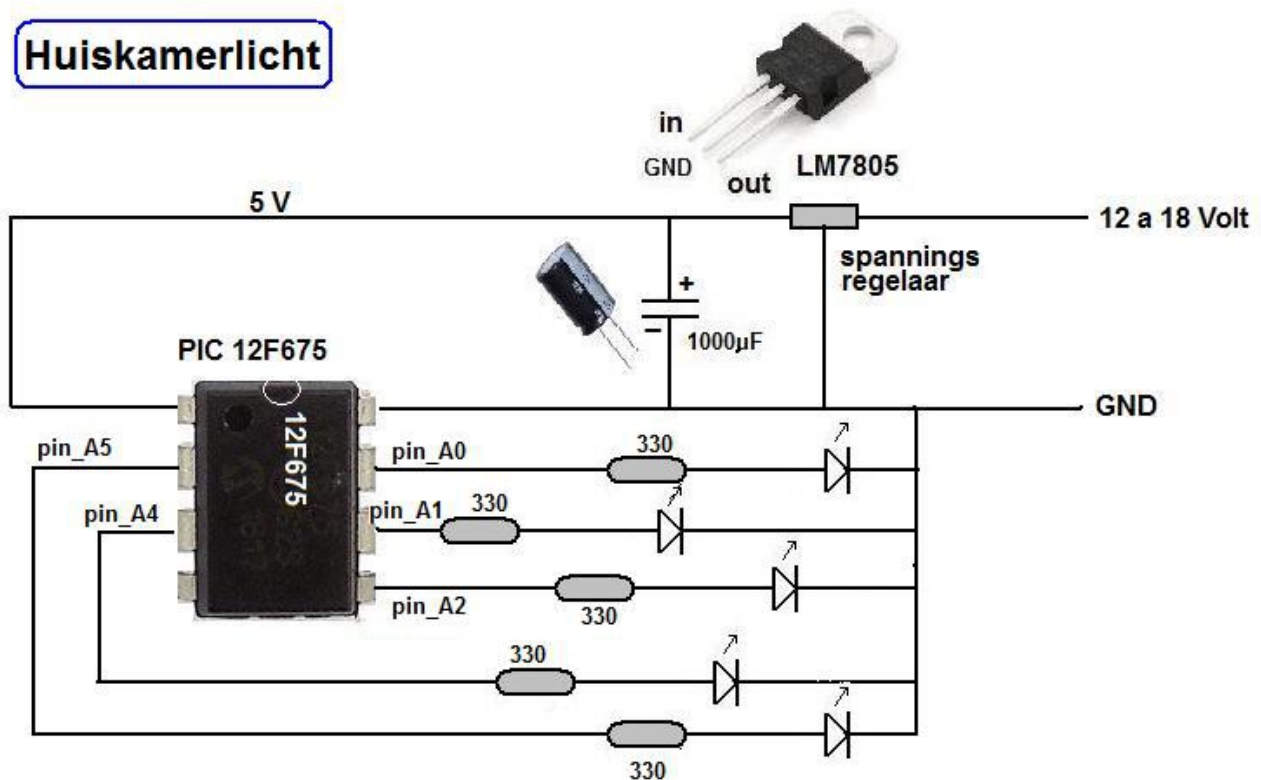 Huiskamerlicht
in
GND
out
LM7805
5 V
12 a 18 Volt
spannings
regelaar
+
−
1000µF
PIC 12F675
GND
12F675
pin_A5
pin_A0
330
pin_A4
pin_A1
330
pin_A2
330
330
330